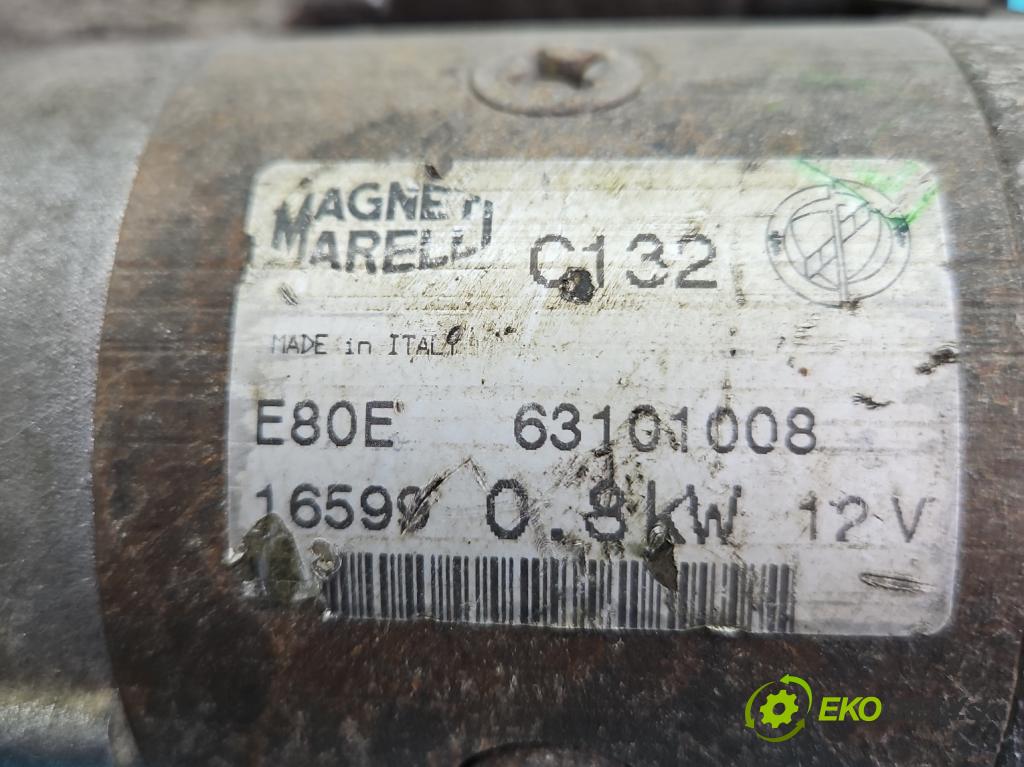 MAGNETI
MARELLI C132
MADE in ITALY
E80E 63101008
16599 0.8kW 12V
EKO